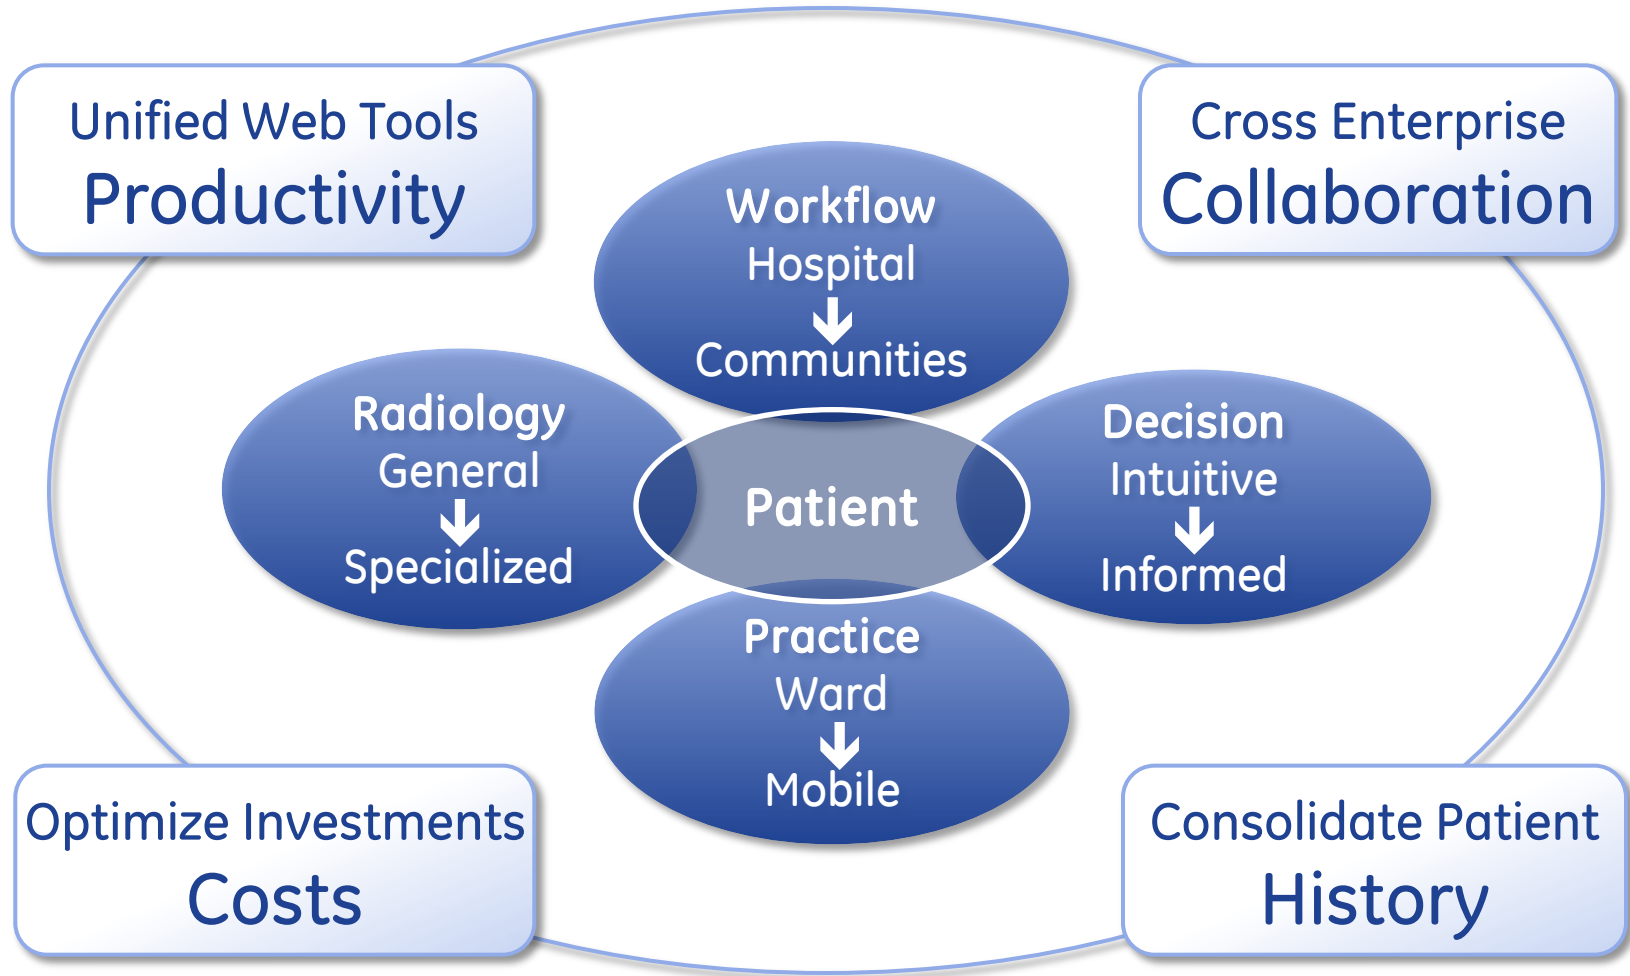 Unified Web Tools
Productivity
Cross Enterprise
Collaboration
Workflow
Hospital
Communities
Radiology
General
Specialized
Patient
Decision
Intuitive
Informed
Practice
Ward
Mobile
Optimize Investments
Costs
Consolidate Patient
History